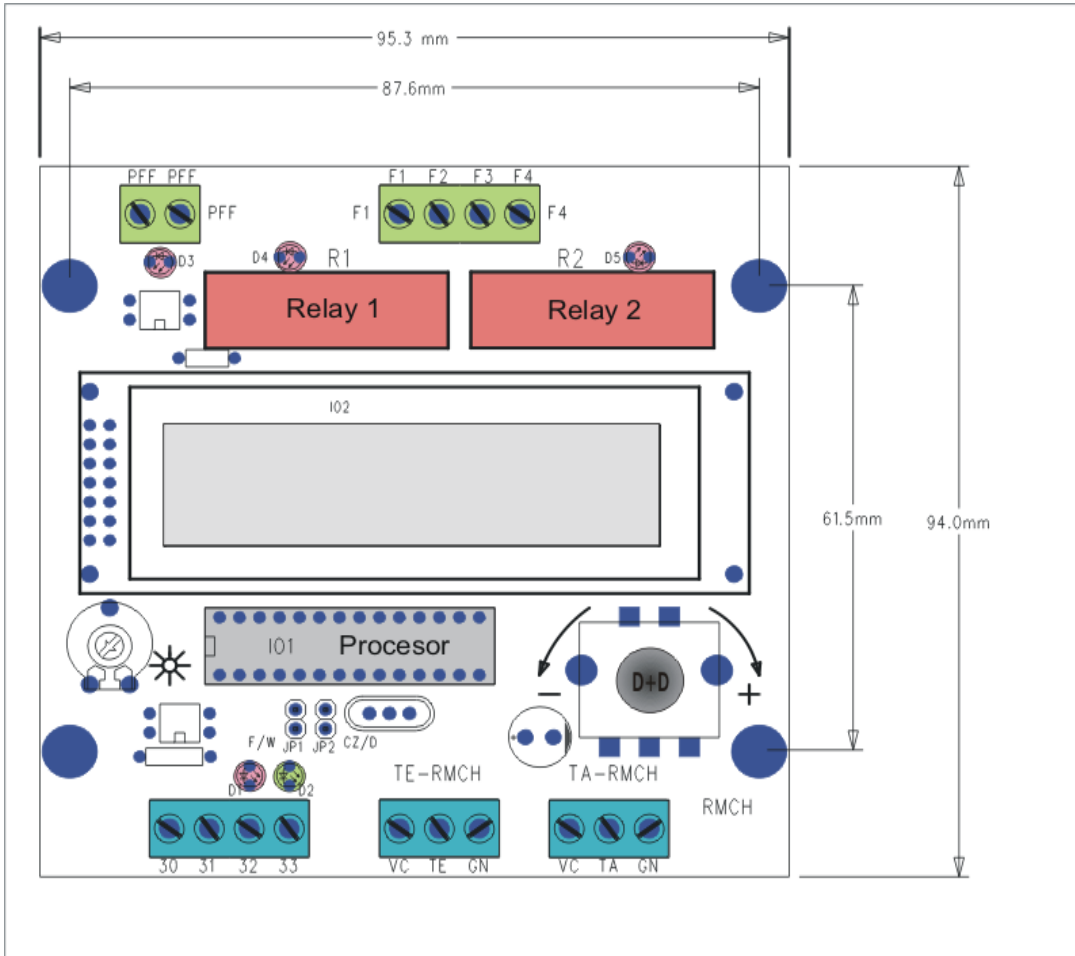 95.3 mm
87.6mm
PFF PFF
F1 F2 F3 F4
F1
F4
PFF
D3
D4
R1
R2
D5
Relay 1
Relay 2
IO2
61.5mm
94.0mm
IO1 Procesor
D+D
- +
F/W JP1 JP2 CZ/D
D1 D2
TE-RMCH
TA-RMCH
RMCH
30 31 32 33
VC TE GN
VC TA GN